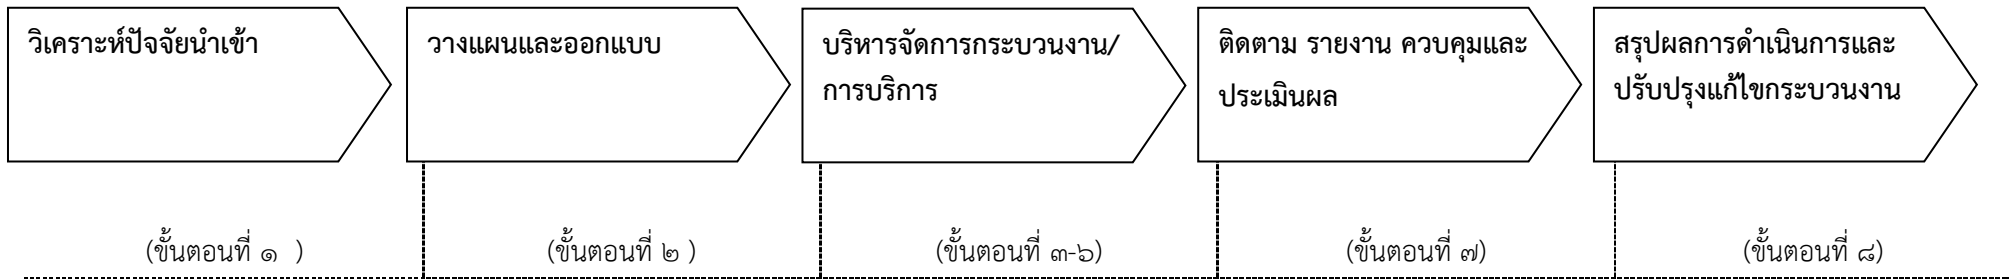 วิเคราะห์ปัจจัยนำเข้า
วางแผนและออกแบบ
บริหารจัดการกระบวนงาน/
การบริการ
ติดตาม รายงาน ควบคุมและ
ประเมินผล
สรุปผลการดำเนินการและ
ปรับปรุงแก้ไขกระบวนงาน
(ขั้นตอนที่ ๑ )
(ขั้นตอนที่ ๒ )
(ขั้นตอนที่ ๓-๖)
(ขั้นตอนที่ ๗)
(ขั้นตอนที่ ๘)